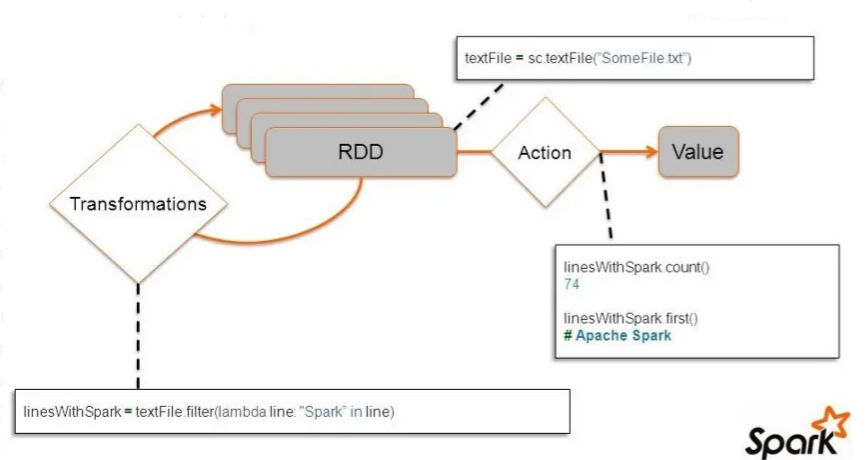 textFile = sc.textFile("SomeFile.txt")
RDD
Action
Value
Transformations
linesWithSpark.count()
74
linesWithSpark.first()
# Apache Spark
linesWithSpark = textFile.filter(lambda line: "Spark" in line)
Spark